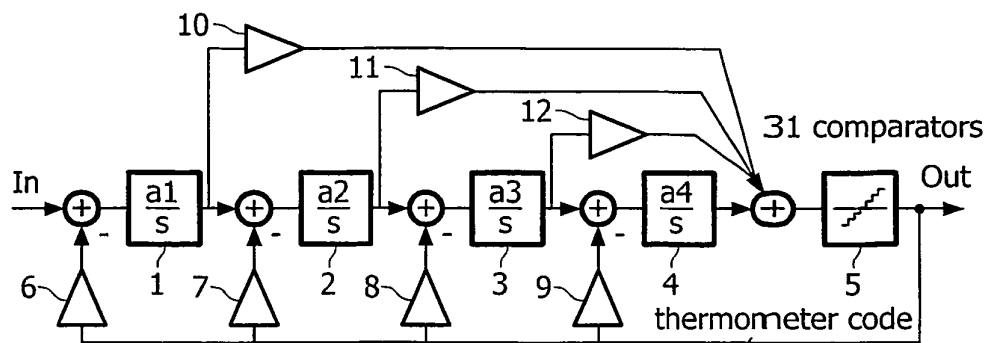 10
11
12
31 comparators
In
a1
s
a2
s
a3
s
a4
s
Out
-
-
-
-
6
1
7
2
8
3
9
4
5
thermometer code